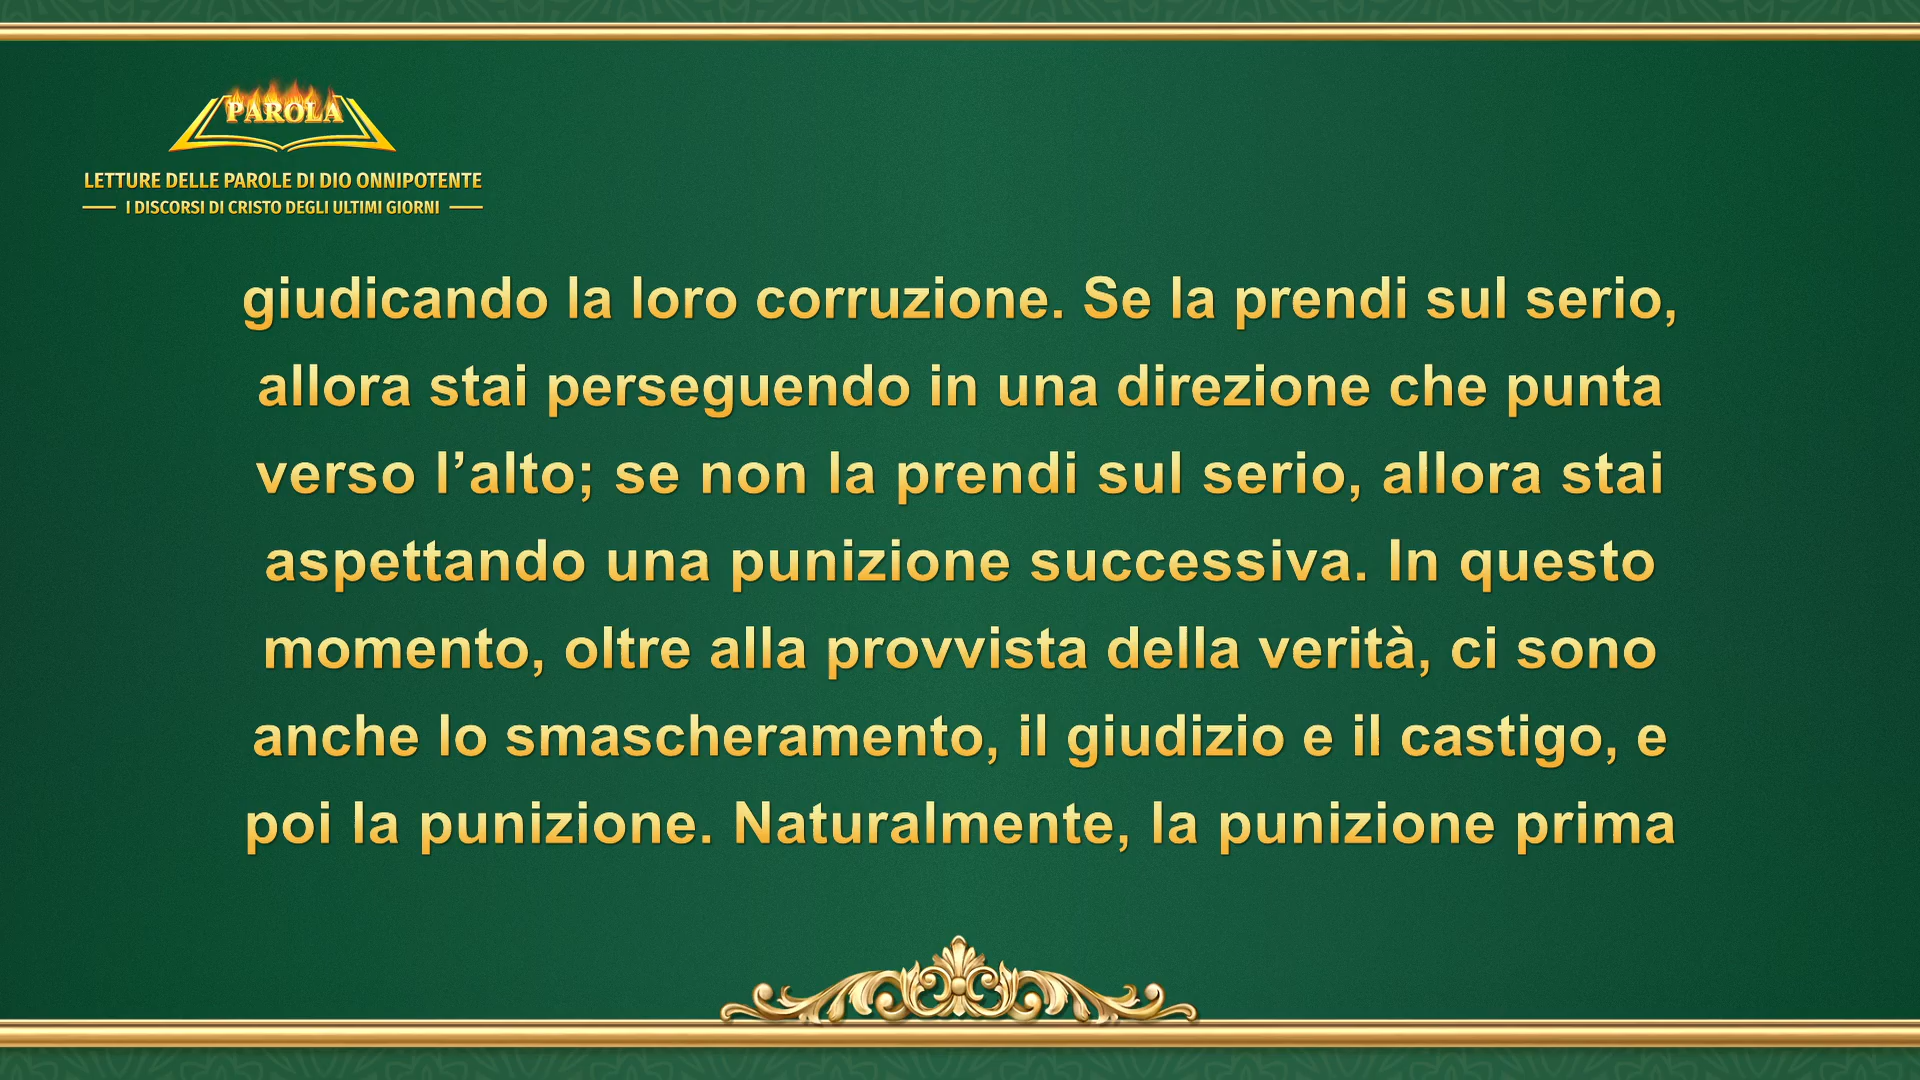 PAROLA
LETTURE DELLE PAROLE DI DIO ONNIPOTENTE
I DISCORSI DI CRISTO DEGLI ULTIMI GIORNI
giudicando la loro corruzione. Se la prendi sul serio,
allora stai perseguendo in una direzione che punta
verso l’alto; se non la prendi sul serio, allora stai
aspettando una punizione successiva. In questo
momento, oltre alla provvista della verità, ci sono
anche lo smascheramento, il giudizio e il castigo, e
poi la punizione. Naturalmente, la punizione prima